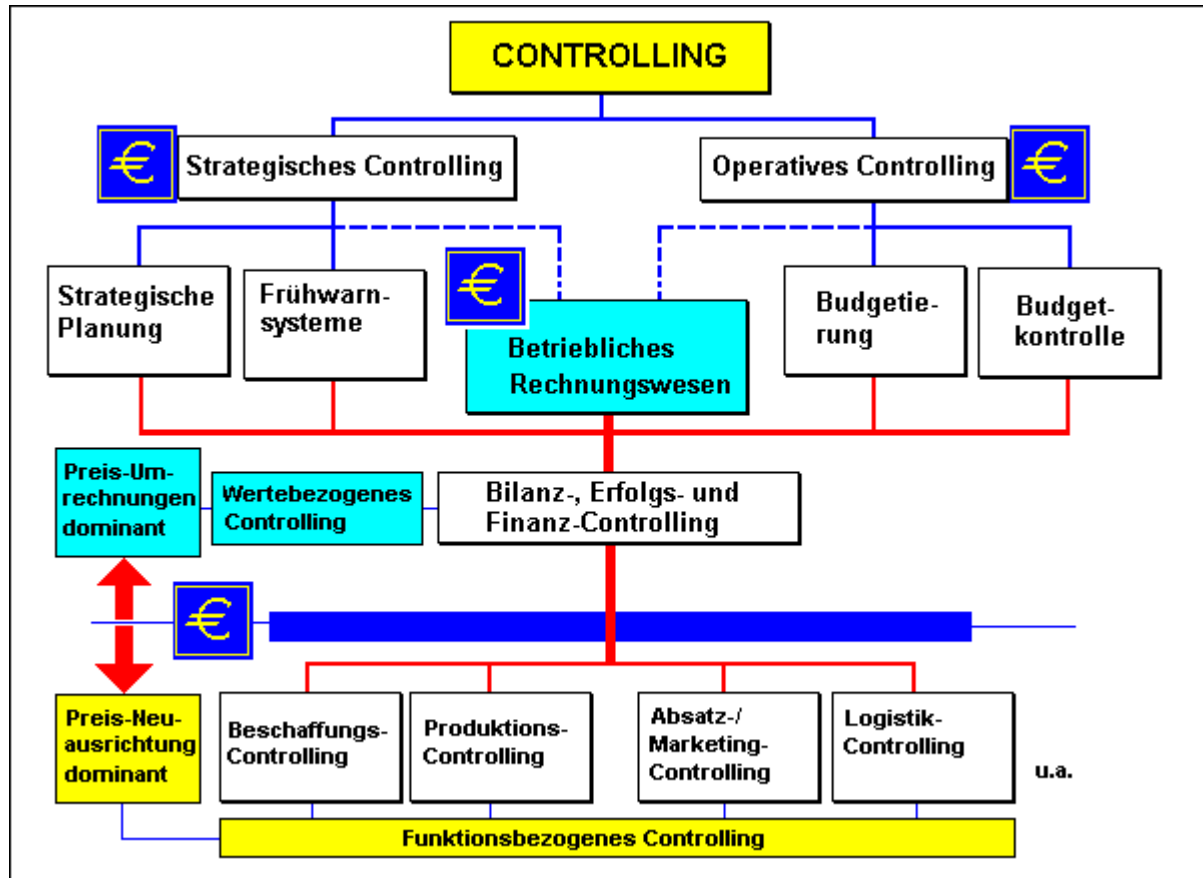 CONTROLLING
€
Strategisches Controlling
Operatives Controlling
€
Strategische
Planung
Frühwarn-
systeme
€
Betriebliches
Rechnungswesen
Budgetie-
rung
Budget-
kontrolle
Preis-Um-
rechnungen
dominant
Wertebezogenes
Controlling
Bilanz-, Erfolgs- und
Finanz-Controlling
€
Preis-Neu-
ausrichtung
dominant
Beschaffungs-
Controlling
Produktions-
Controlling
Absatz-/
Marketing-
Controlling
Logistik-
Controlling
u.a.
Funktionsbezogenes Controlling